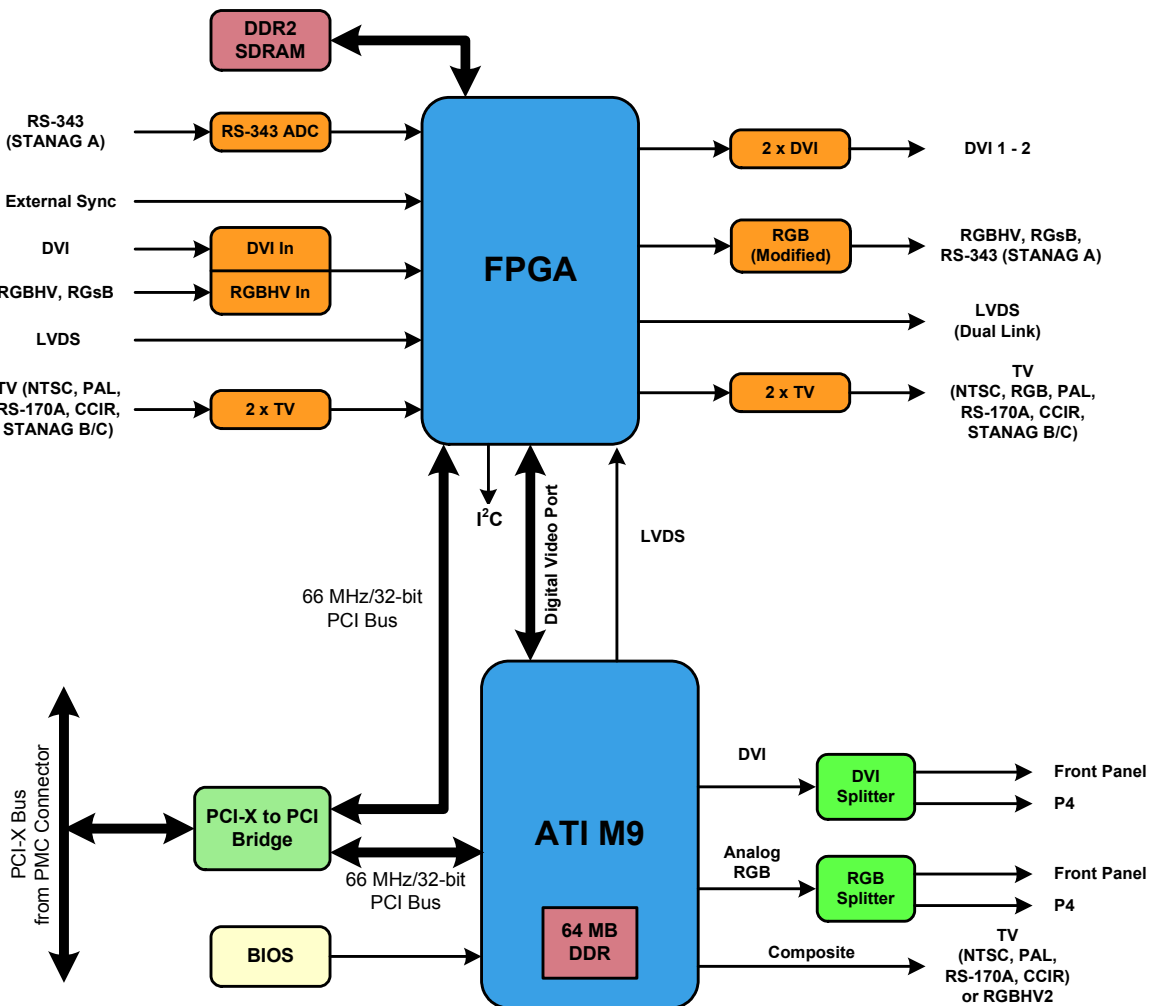 DDR2
SDRAM
RS-343
(STANAG A)
RS-343 ADC
2 x DVI
DVI 1 - 2
External Sync
DVI
DVI In
RGBHV, RGsB
RGBHV In
FPGA
RGB
(Modified)
RGBHV, RGsB,
RS-343 (STANAG A)
LVDS
LVDS
(Dual Link)
TV (NTSC, PAL,
RS-170A, CCIR,
STANAG B/C)
2 x TV
2 x TV
TV
(NTSC, RGB, PAL,
RS-170A, CCIR,
STANAG B/C)
I²C
Digital Video Port
LVDS
66 MHz/32-bit
PCI Bus
PCI-X Bus
from PMC Connector
PCI-X to PCI
Bridge
66 MHz/32-bit
PCI Bus
BIOS
ATI M9
64 MB
DDR
DVI
DVI
Splitter
Front Panel
P4
Analog
RGB
RGB
Splitter
Front Panel
P4
Composite
TV
(NTSC, PAL,
RS-170A, CCIR)
or RGBHV2